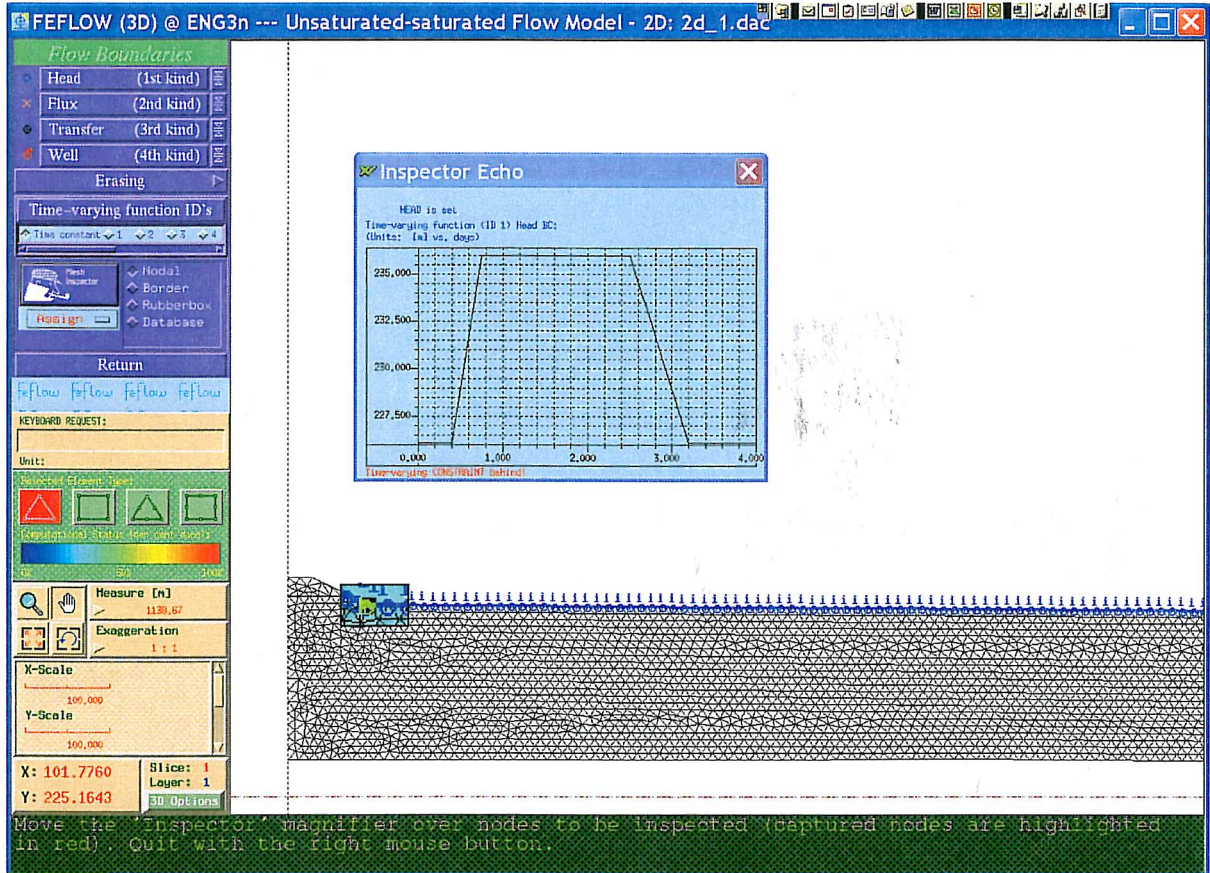 FEFLOW (3D) @ ENG3n --- Unsaturated-saturated Flow Model - 2D: 2d_1.dac
Flow Boundaries
Head (1st kind)
Flux (2nd kind)
Transfer (3rd kind)
Well (4th kind)
Erasing
Time-varying function ID's
Time constant 1 2 3 4
Mesh Inspector
Nodal
Border
Rubberbox
Database
Assign
Return
feflow feflow feflow feflow
KEYBOARD REQUEST:
Unit:
Selected Element Type:
0% 50% 100%
Measure [m]
1138,67
Exaggeration
1 : 1
X-Scale
100,000
Y-Scale
100,000
X: 101.7760
Y: 225.1643
Slice: 1
Layer: 1
3D Options
Inspector Echo
HEAD is set
Time-varying function (ID 1) Head BC:
(Units: [m] vs. days)
235,000
232,500
230,000
227,500
0,000 1,000 2,000 3,000 4,000
Time-varying CONSTRAINT behind!
Move the 'Inspector' magnifier over nodes to be inspected (captured nodes are highlighted
in red). Quit with the right mouse button.